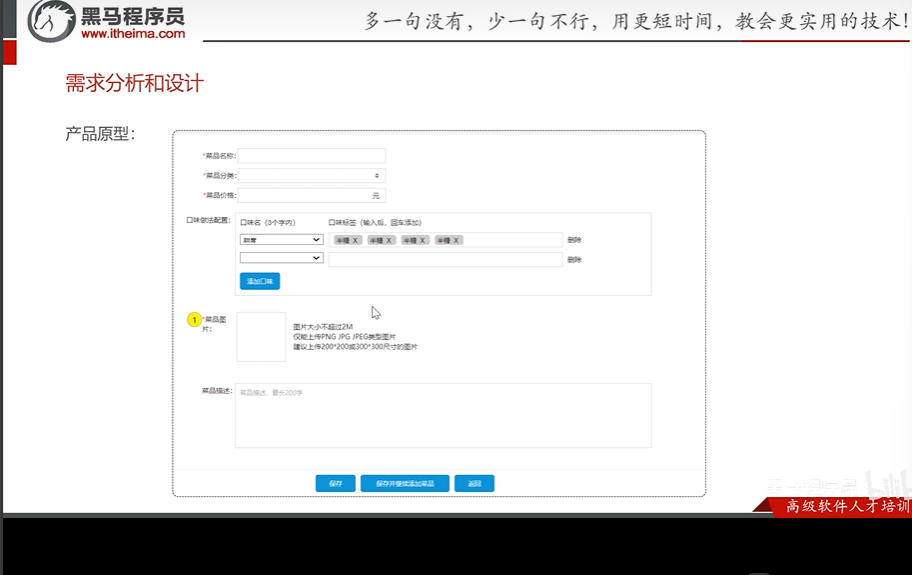 黑马程序员
www.itheima.com
多一句没有，少一句不行，用更短时间，教会更实用的技术！
需求分析和设计
产品原型：
*菜品名称:
*菜品分类:
*菜品价格: 元
口味做法配置: 口味名（3个字内） 口味标签（输入后，回车添加）
甜度 半糖 X 半糖 X 半糖 X 半糖 X 删除
删除
添加口味
1 *菜品图片:
图片大小不超过2M
仅能上传PNG JPG JPEG类型图片
建议上传200*200或300*300尺寸的图片
菜品描述: 菜品描述，最长200字
保存 保存并继续添加菜品 返回
高级软件人才培训